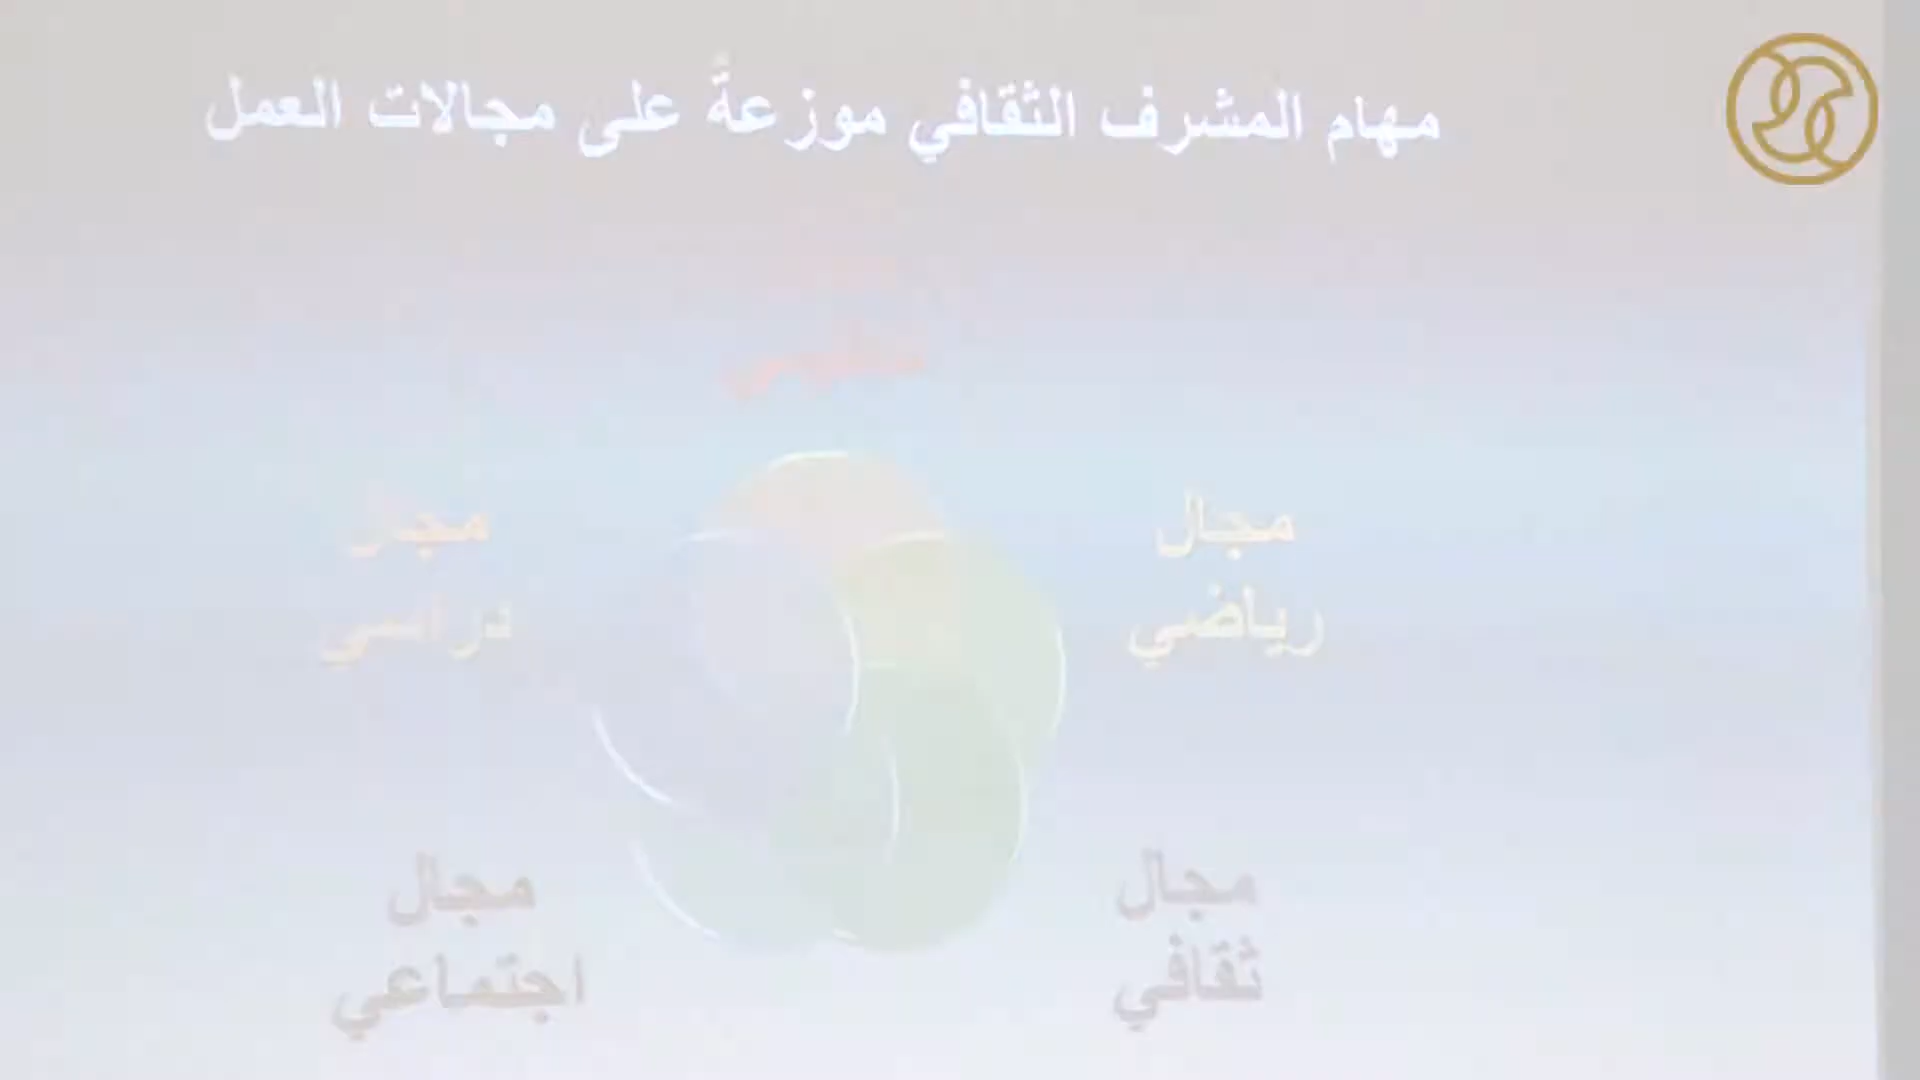 مهام المشرف الثقافي موزعةً على مجالات العمل
مجال
رياضي
مجال
دراسي
مجال
ثقافي
مجال
اجتماعي